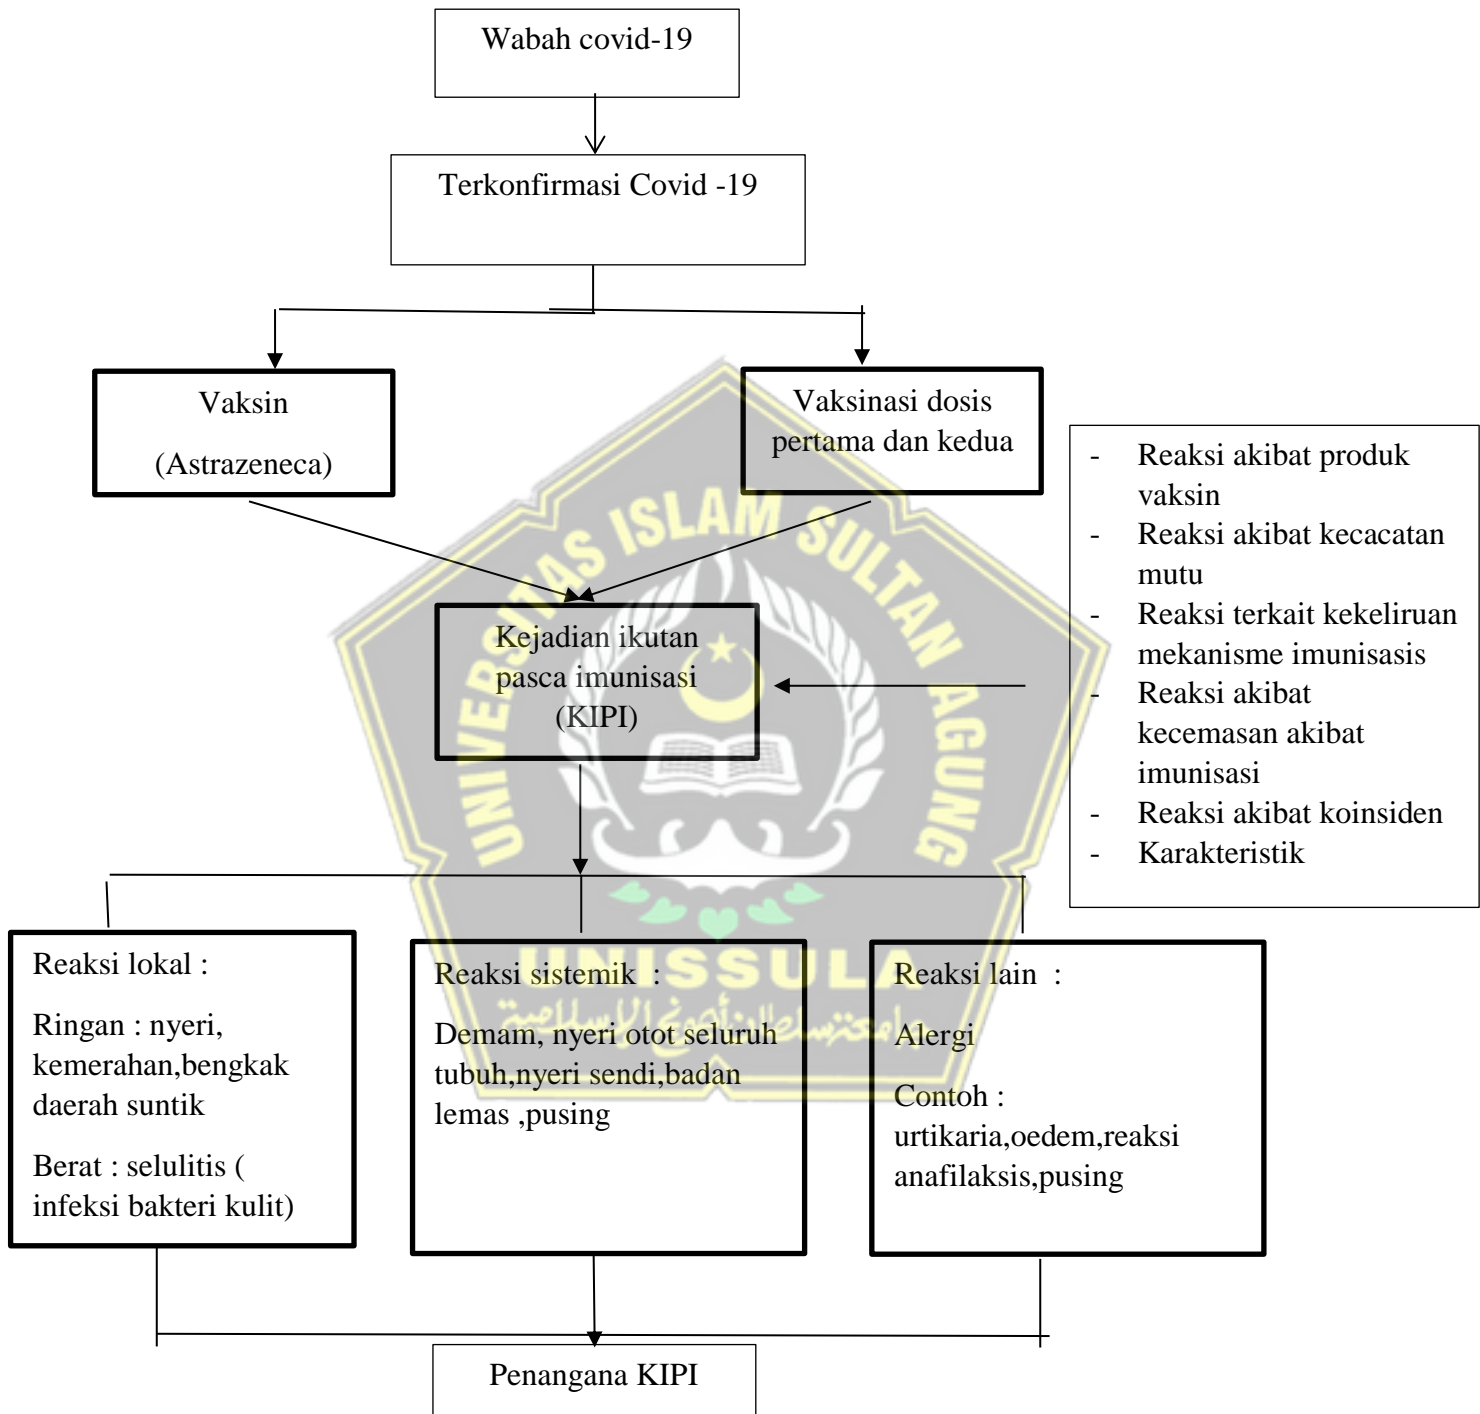 Wabah covid-19
Terkonfirmasi Covid -19
Vaksin
(Astrazeneca)
Vaksinasi dosis
pertama dan kedua
-	Reaksi akibat produk
vaksin
-	Reaksi akibat kecacatan
mutu
-	Reaksi terkait kekeliruan
mekanisme imunisasis
-	Reaksi akibat
kecemasan akibat
imunisasi
-	Reaksi akibat koinsiden
-	Karakteristik
Kejadian ikutan
pasca imunisasi
(KIPI)
UNIVERSITAS ISLAM SULTAN AGUNG
UNISSULA
جامعتنسلطان أجونج الإسلامية
Reaksi lokal :
Ringan : nyeri,
kemerahan,bengkak
daerah suntik
Berat : selulitis (
infeksi bakteri kulit)
Reaksi sistemik  :
Demam, nyeri otot seluruh
tubuh,nyeri sendi,badan
lemas ,pusing
Reaksi lain  :
Alergi
Contoh :
urtikaria,oedem,reaksi
anafilaksis,pusing
Penangana KIPI